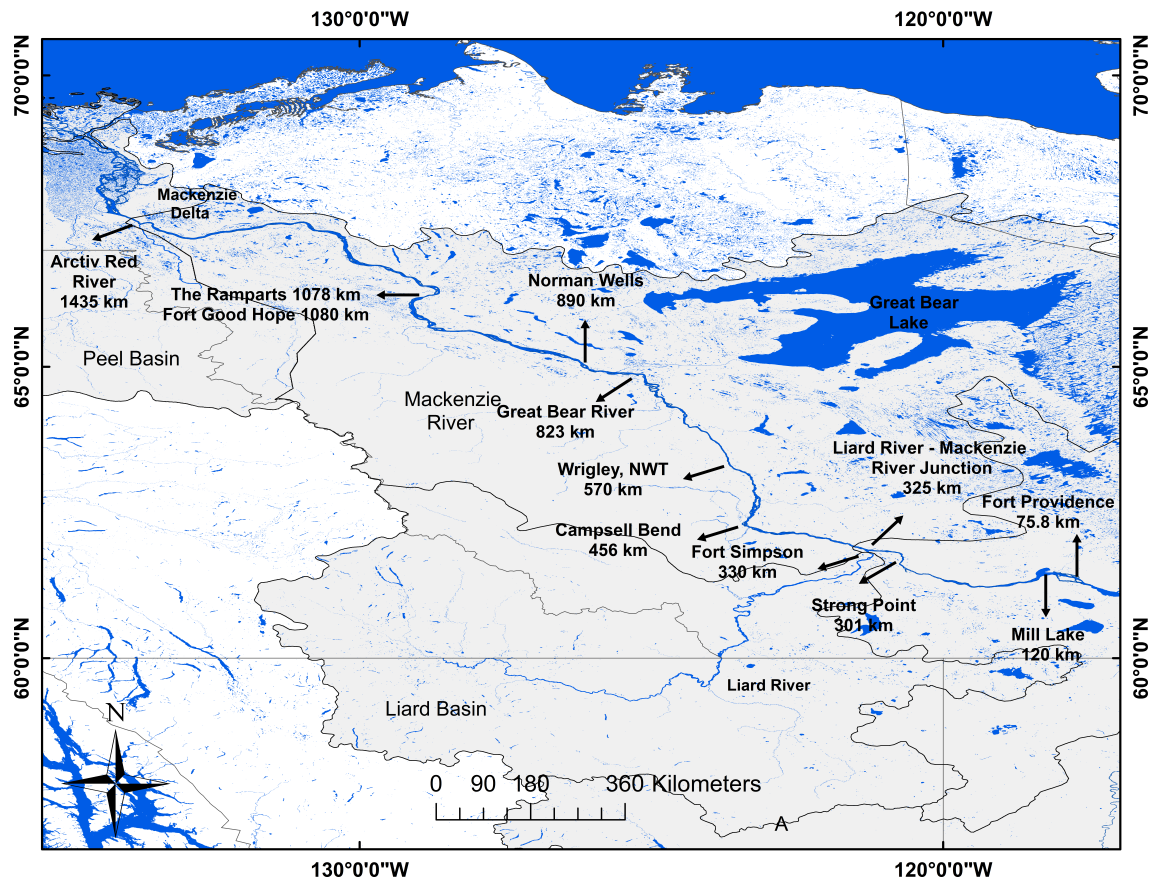 130°0'0"W
120°0'0"W
70°0'0"N
70°0'0"N
Mackenzie
Delta
Arctiv Red
River
1435 km
The Ramparts 1078 km
Fort Good Hope 1080 km
Norman Wells
890 km
Great Bear
Lake
Peel Basin
65°0'0"N
65°0'0"N
Mackenzie
River
Great Bear River
823 km
Liard River - Mackenzie
River Junction
325 km
Wrigley, NWT
570 km
Fort Providence
75.8 km
Campsell Bend
456 km
Fort Simpson
330 km
Strong Point
301 km
Mill Lake
120 km
60°0'0"N
60°0'0"N
Liard River
Liard Basin
N
0 90 180 360 Kilometers
A
130°0'0"W
120°0'0"W